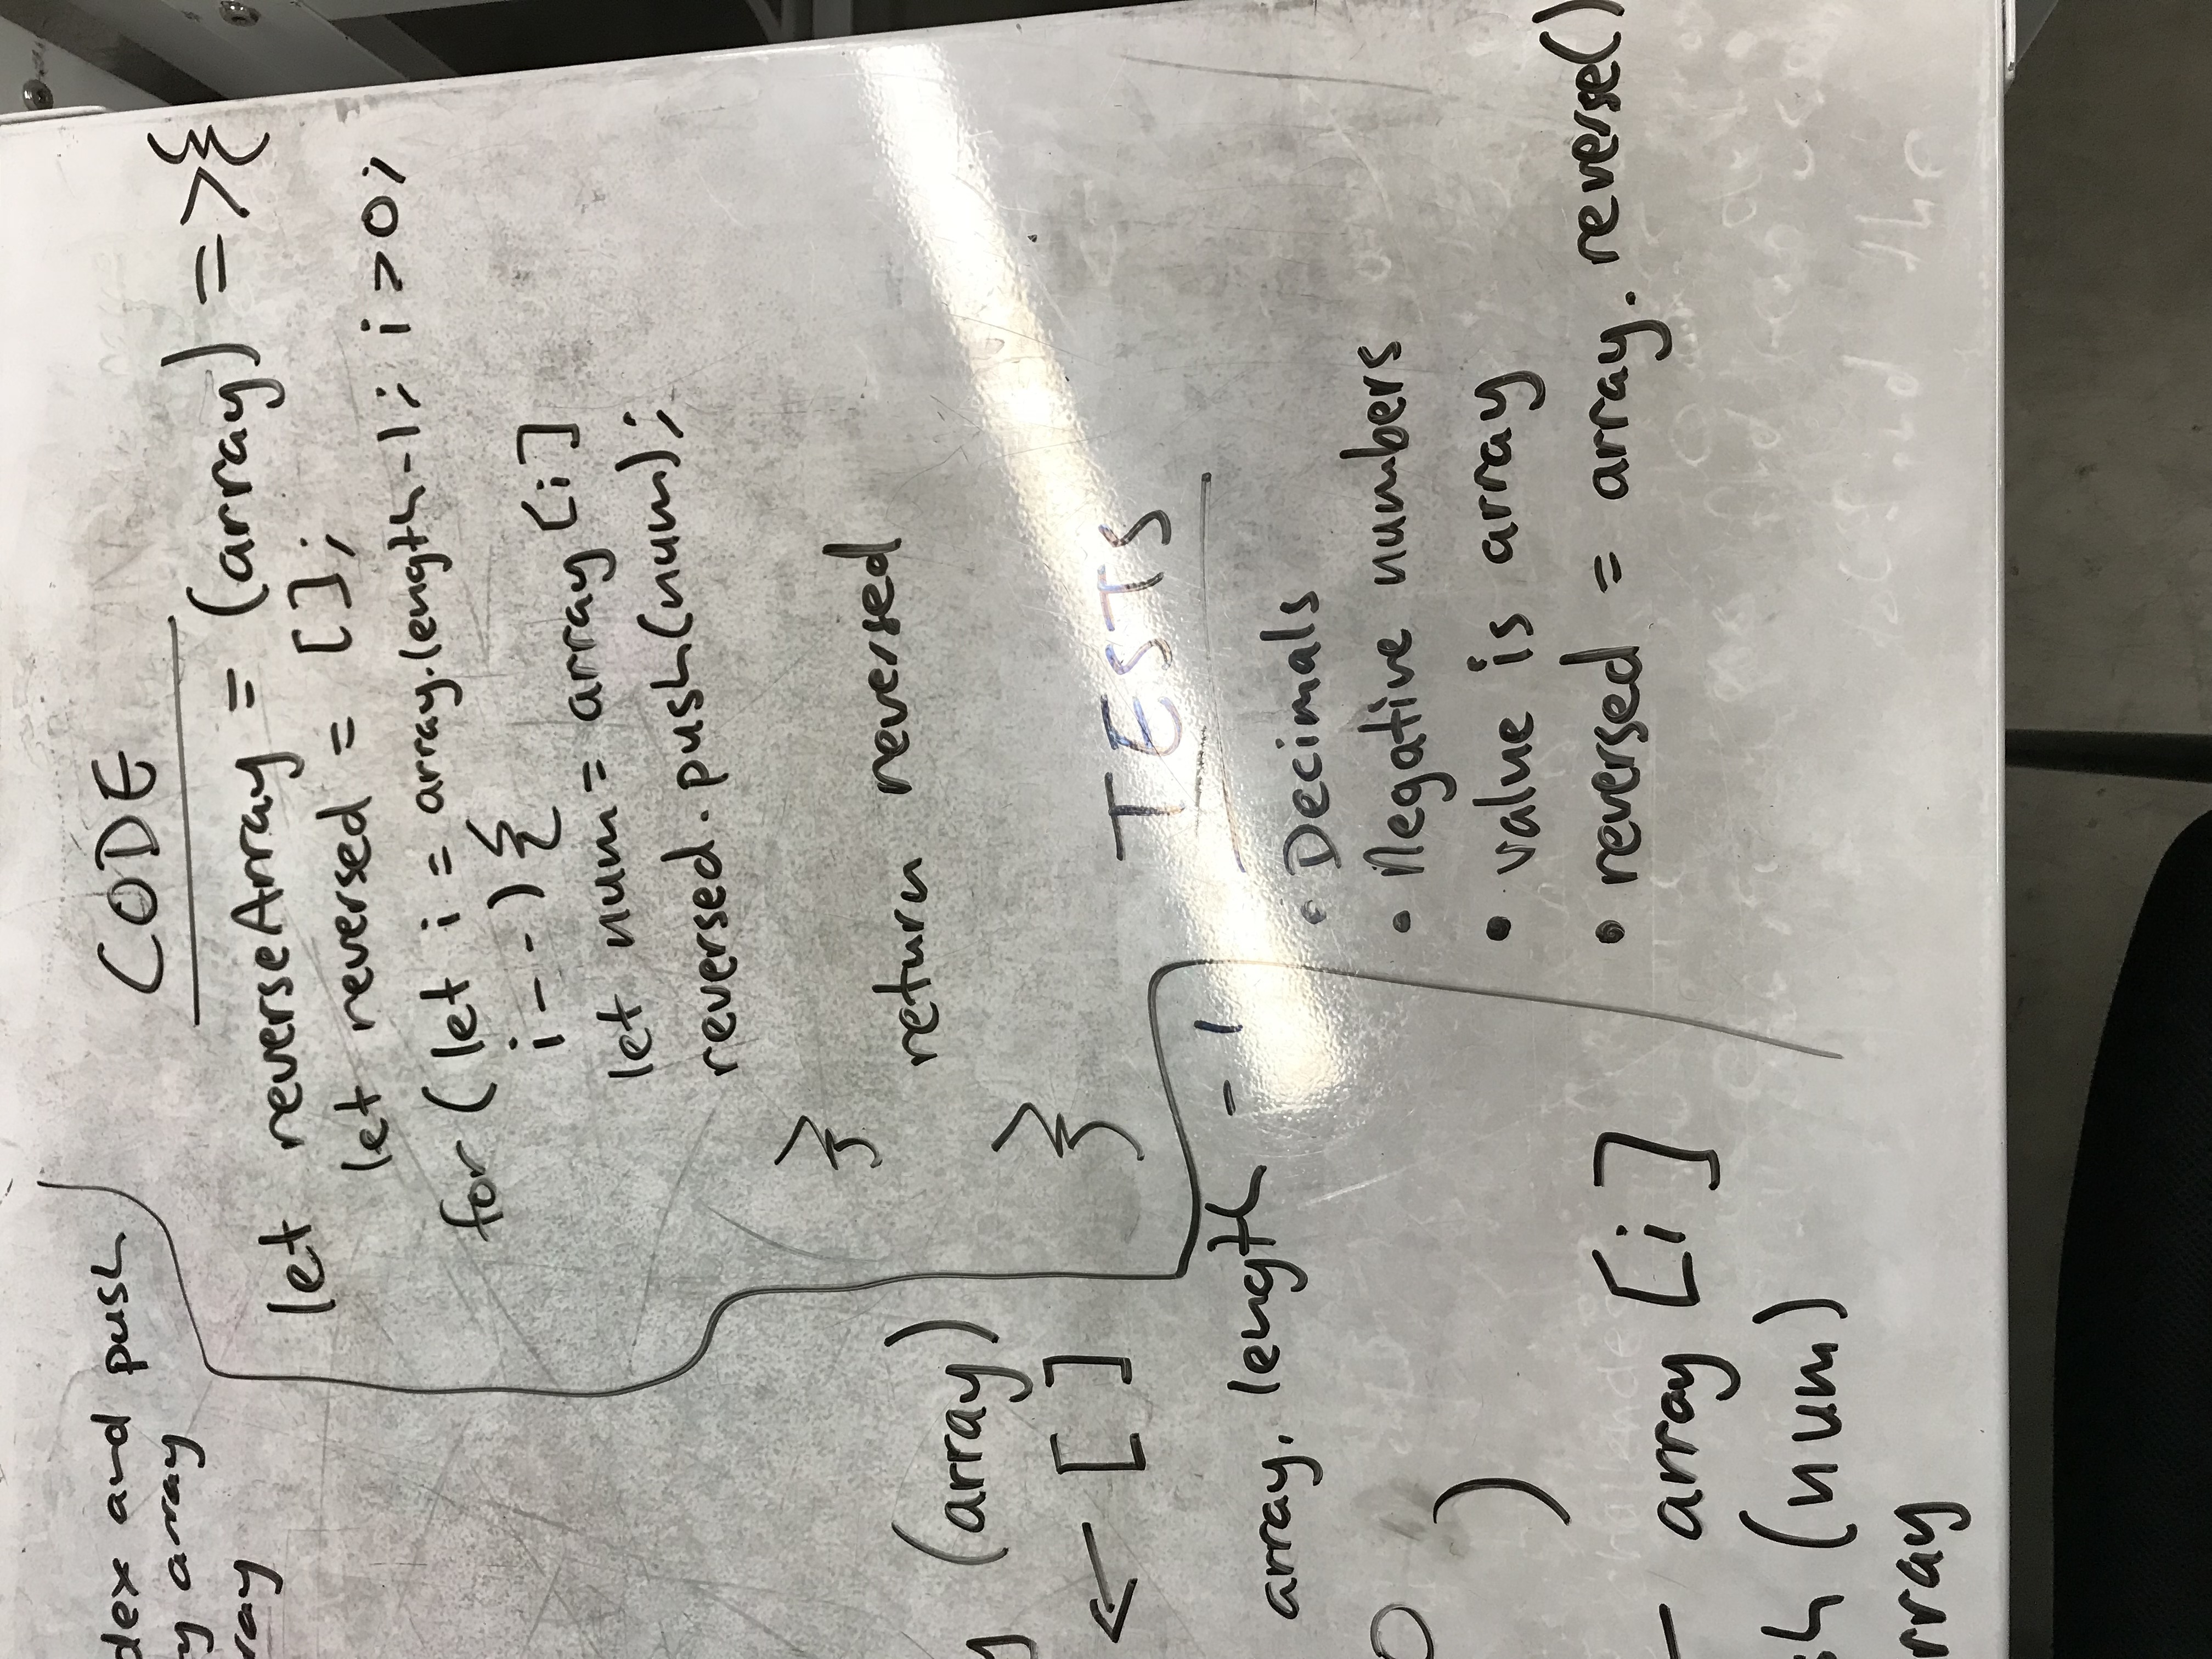 dex and push
y array
ray
CODE
let reverseArray = (array) => {
let reversed = [];
for ( let i = array.length-1; i > 0;
i--) {
let num = array [i]
reversed.push(num);
}
return reversed
}
y (array)
← [ ]
array. length - 1
0
)
← array [i]
sh (num)
rray
TESTS
• Decimals
• Negative numbers
• value is array
• reversed = array. reverse()